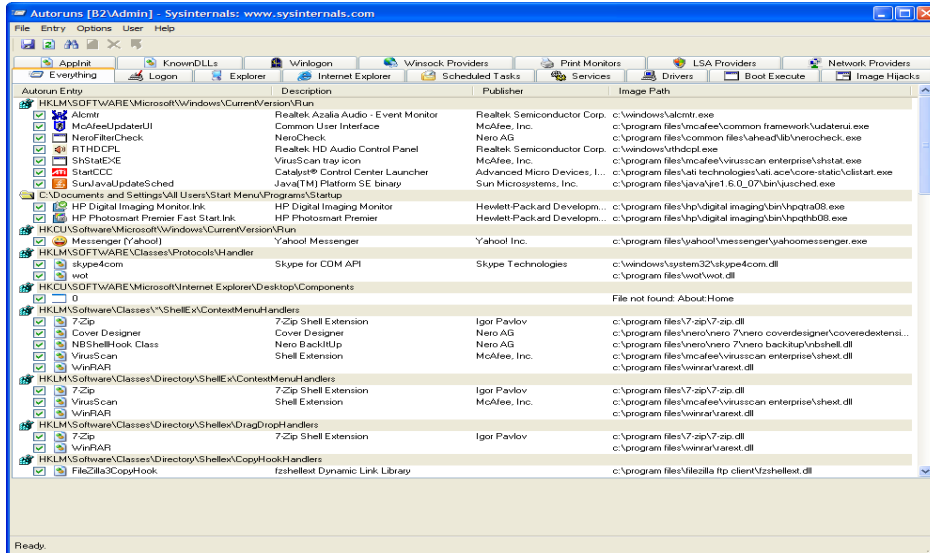 Autoruns [B2\Admin] - Sysinternals: www.sysinternals.com
File Entry Options User Help
AppInit KnownDLLs Winlogon Winsock Providers Print Monitors LSA Providers Network Providers
Everything Logon Explorer Internet Explorer Scheduled Tasks Services Drivers Boot Execute Image Hijacks
Autorun Entry Description Publisher Image Path
HKLM\SOFTWARE\Microsoft\Windows\CurrentVersion\Run
Alcmtr Realtek Azalia Audio - Event Monitor Realtek Semiconductor Corp. c:\windows\alcmtr.exe
McAfeeUpdaterUI Common User Interface McAfee, Inc. c:\program files\mcafee\common framework\udaterui.exe
NeroFilterCheck NeroCheck Nero AG c:\program files\common files\ahead\lib\nerocheck.exe
RTHDCPL Realtek HD Audio Control Panel Realtek Semiconductor Corp. c:\windows\rthdcpl.exe
ShStatEXE VirusScan tray icon McAfee, Inc. c:\program files\mcafee\virusscan enterprise\shstat.exe
StartCCC Catalyst® Control Center Launcher Advanced Micro Devices, I... c:\program files\ati technologies\ati.ace\core-static\clistart.exe
SunJavaUpdateSched Java(TM) Platform SE binary Sun Microsystems, Inc. c:\program files\java\jre1.6.0_07\bin\jusched.exe
C:\Documents and Settings\All Users\Start Menu\Programs\Startup
HP Digital Imaging Monitor.lnk HP Digital Imaging Monitor Hewlett-Packard Developm... c:\program files\hp\digital imaging\bin\hpqtra08.exe
HP Photosmart Premier Fast Start.lnk HP Photosmart Premier Hewlett-Packard Developm... c:\program files\hp\digital imaging\bin\hpqthb08.exe
HKCU\Software\Microsoft\Windows\CurrentVersion\Run
Messenger (Yahoo!) Yahoo! Messenger Yahoo! Inc. c:\program files\yahoo!\messenger\yahoomessenger.exe
HKLM\SOFTWARE\Classes\Protocols\Handler
skype4com Skype for COM API Skype Technologies c:\windows\system32\skype4com.dll
wot c:\program files\wot\wot.dll
HKCU\SOFTWARE\Microsoft\Internet Explorer\Desktop\Components
0 File not found: About:Home
HKLM\Software\Classes\*\ShellEx\ContextMenuHandlers
7-Zip 7-Zip Shell Extension Igor Pavlov c:\program files\7-zip\7-zip.dll
Cover Designer Cover Designer Nero AG c:\program files\nero\nero 7\nero coverdesigner\coveredextensi...
NBShellHook Class Nero BackItUp Nero AG c:\program files\nero\nero 7\nero backitup\nbshell.dll
VirusScan Shell Extension McAfee, Inc. c:\program files\mcafee\virusscan enterprise\shext.dll
WinRAR c:\program files\winrar\rarext.dll
HKLM\Software\Classes\Directory\ShellEx\ContextMenuHandlers
7-Zip 7-Zip Shell Extension Igor Pavlov c:\program files\7-zip\7-zip.dll
VirusScan Shell Extension McAfee, Inc. c:\program files\mcafee\virusscan enterprise\shext.dll
WinRAR c:\program files\winrar\rarext.dll
HKLM\Software\Classes\Directory\Shellex\DragDropHandlers
7-Zip 7-Zip Shell Extension Igor Pavlov c:\program files\7-zip\7-zip.dll
WinRAR c:\program files\winrar\rarext.dll
HKLM\Software\Classes\Directory\Shellex\CopyHookHandlers
FileZilla3CopyHook fzshellext Dynamic Link Library c:\program files\filezilla ftp client\fzshellext.dll
Ready.